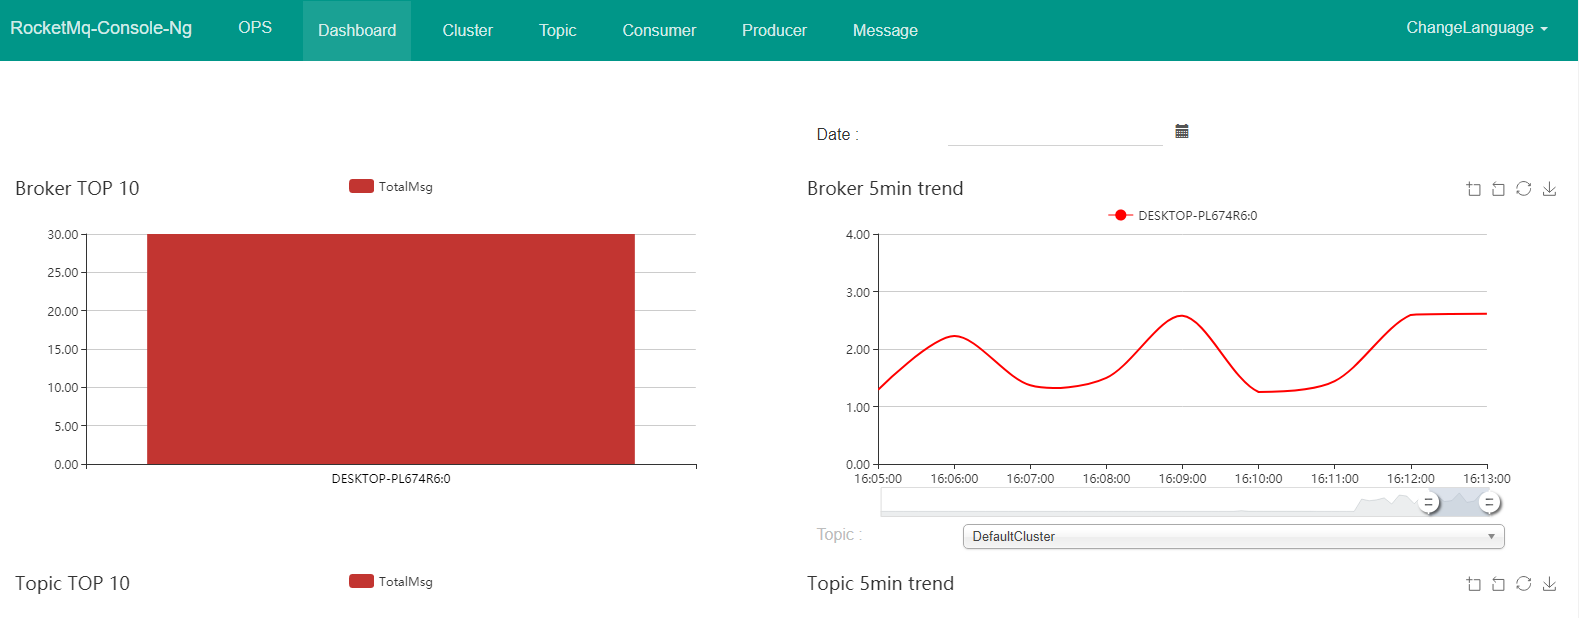 RocketMq-Console-Ng OPS Dashboard Cluster Topic Consumer Producer Message ChangeLanguage
Date :
Broker TOP 10
TotalMsg
30.00
25.00
20.00
15.00
10.00
5.00
0.00
DESKTOP-PL674R6:0
Broker 5min trend
DESKTOP-PL674R6:0
4.00
3.00
2.00
1.00
0.00
16:05:00 16:06:00 16:07:00 16:08:00 16:09:00 16:10:00 16:11:00 16:12:00 16:13:00
Topic :
DefaultCluster
Topic TOP 10
TotalMsg
Topic 5min trend